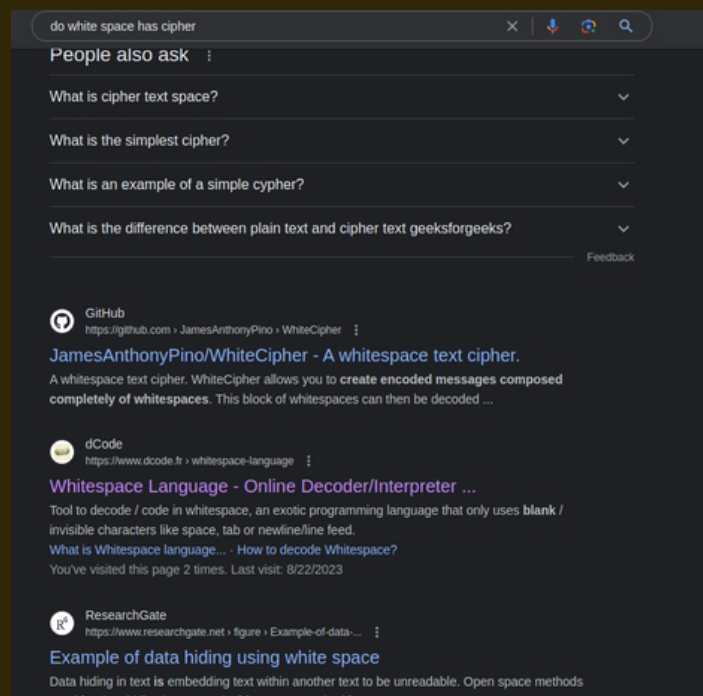 do white space has cipher
People also ask
What is cipher text space?
What is the simplest cipher?
What is an example of a simple cypher?
What is the difference between plain text and cipher text geeksforgeeks?
Feedback
GitHub
https://github.com › JamesAnthonyPino › WhiteCipher
JamesAnthonyPino/WhiteCipher - A whitespace text cipher.
A whitespace text cipher. WhiteCipher allows you to create encoded messages composed
completely of whitespaces. This block of whitespaces can then be decoded ...
dCode
https://www.dcode.fr › whitespace-language
Whitespace Language - Online Decoder/Interpreter ...
Tool to decode / code in whitespace, an exotic programming language that only uses blank /
invisible characters like space, tab or newline/line feed.
What is Whitespace language... · How to decode Whitespace?
You've visited this page 2 times. Last visit: 8/22/2023
ResearchGate
https://www.researchgate.net › figure › Example-of-data-...
Example of data hiding using white space
Data hiding in text is embedding text within another text to be unreadable. Open space methods